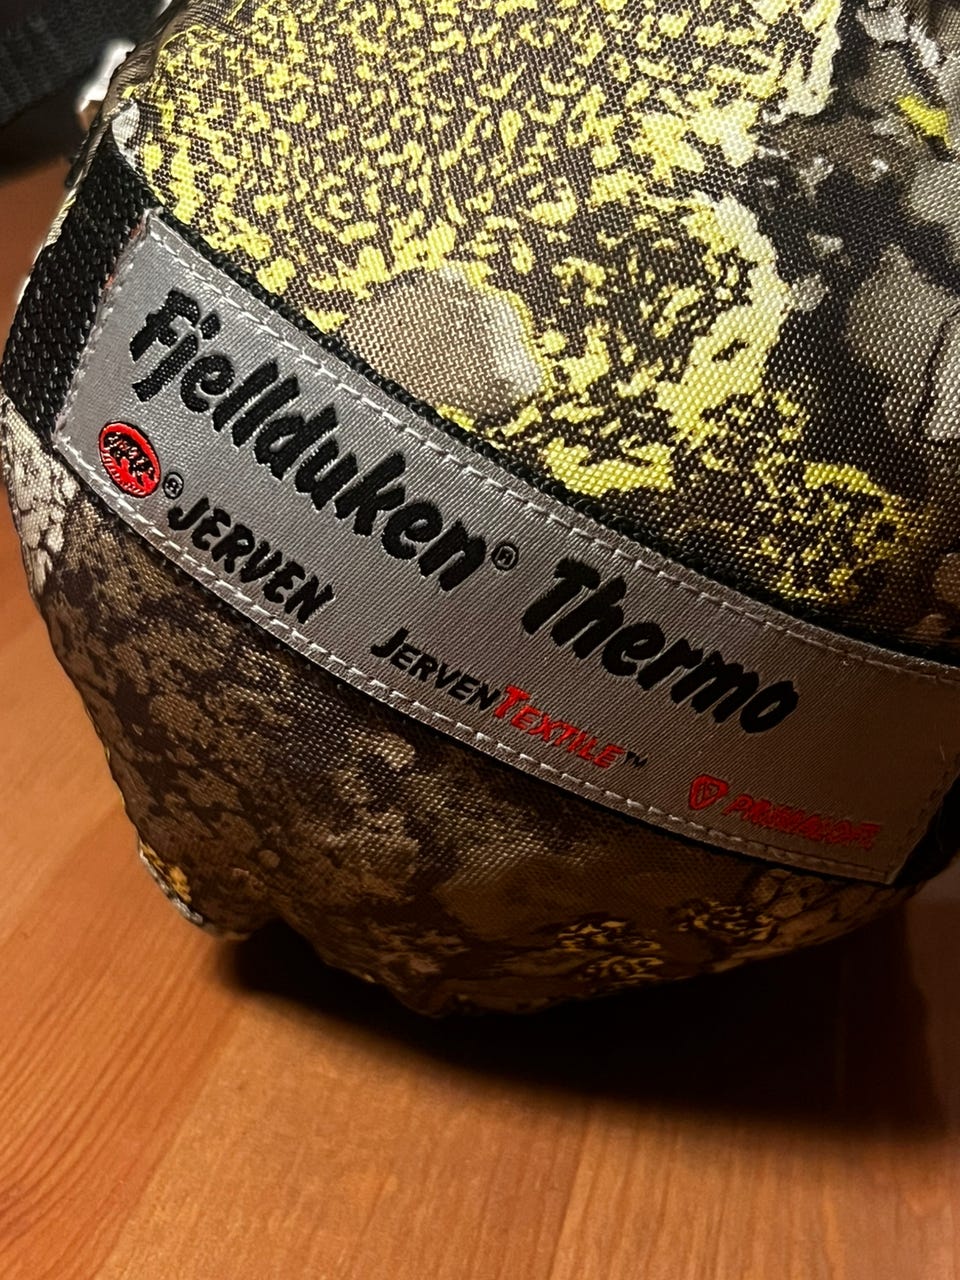 Fjellduken® Thermo
® JERVEN
JERVENTEXTILE™
PRIMALOFT